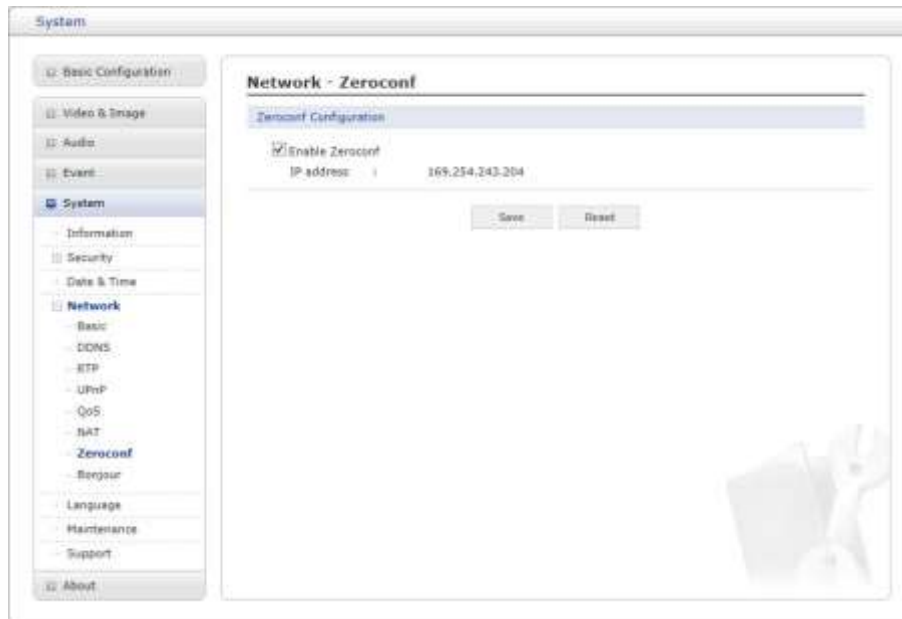 System
Basic Configuration
Video & Image
Audio
Event
System
Information
Security
Date & Time
Network
Basic
DDNS
RTP
UPnP
QoS
NAT
Zeroconf
Bonjour
Language
Maintenance
Support
About
Network - Zeroconf
Zeroconf Configuration
Enable Zeroconf
IP address : 169.254.243.204
Save Reset